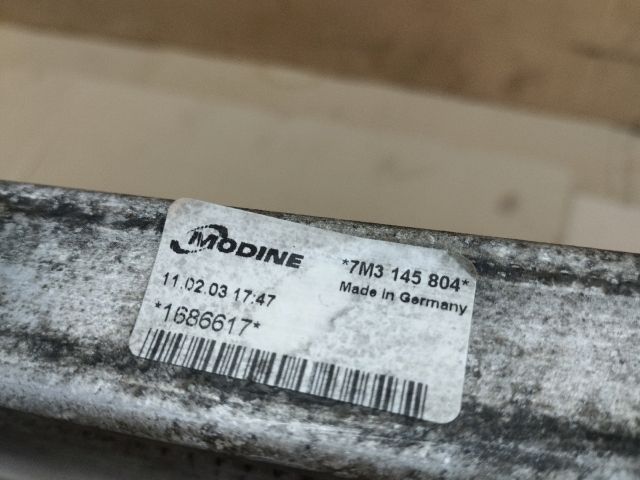 MODINE
*7M3 145 804*
Made in Germany
11.02.03 17:47
*1686617*